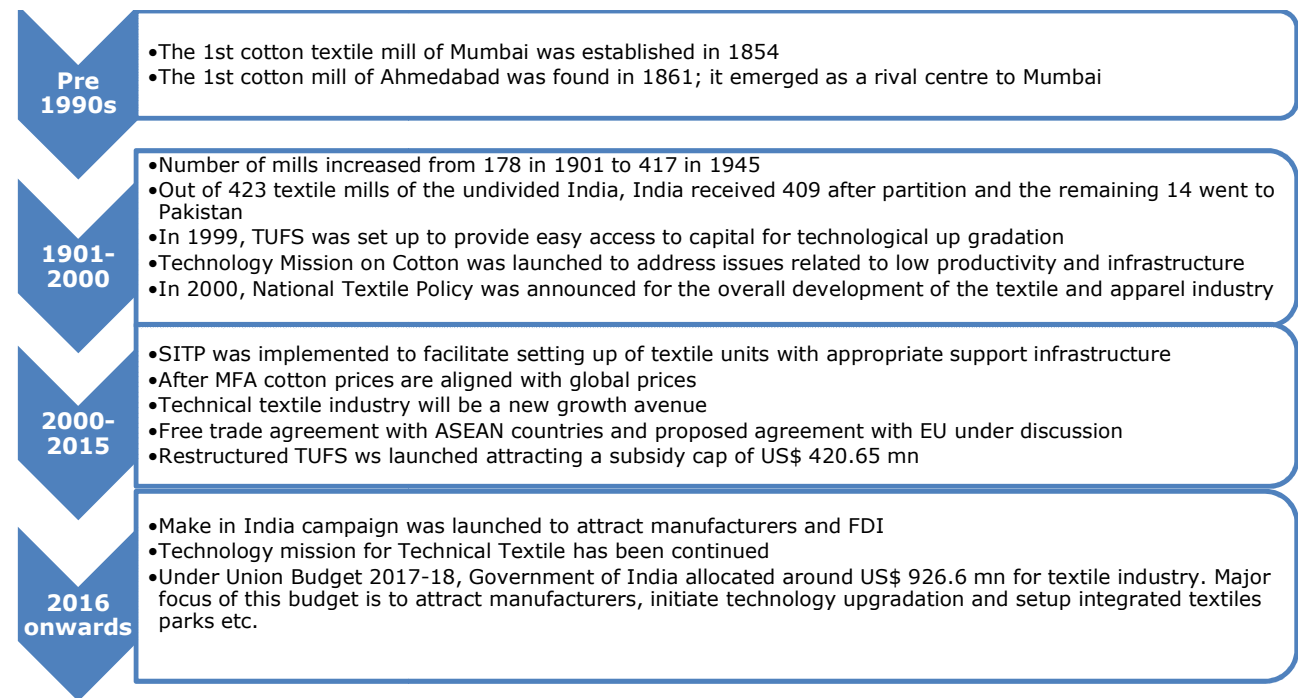 Pre
1990s
•The 1st cotton textile mill of Mumbai was established in 1854
•The 1st cotton mill of Ahmedabad was found in 1861; it emerged as a rival centre to Mumbai
1901-
2000
•Number of mills increased from 178 in 1901 to 417 in 1945
•Out of 423 textile mills of the undivided India, India received 409 after partition and the remaining 14 went to
Pakistan
•In 1999, TUFS was set up to provide easy access to capital for technological up gradation
•Technology Mission on Cotton was launched to address issues related to low productivity and infrastructure
•In 2000, National Textile Policy was announced for the overall development of the textile and apparel industry
2000-
2015
•SITP was implemented to facilitate setting up of textile units with appropriate support infrastructure
•After MFA cotton prices are aligned with global prices
•Technical textile industry will be a new growth avenue
•Free trade agreement with ASEAN countries and proposed agreement with EU under discussion
•Restructured TUFS ws launched attracting a subsidy cap of US$ 420.65 mn
2016
onwards
•Make in India campaign was launched to attract manufacturers and FDI
•Technology mission for Technical Textile has been continued
•Under Union Budget 2017-18, Government of India allocated around US$ 926.6 mn for textile industry. Major
focus of this budget is to attract manufacturers, initiate technology upgradation and setup integrated textiles
parks etc.